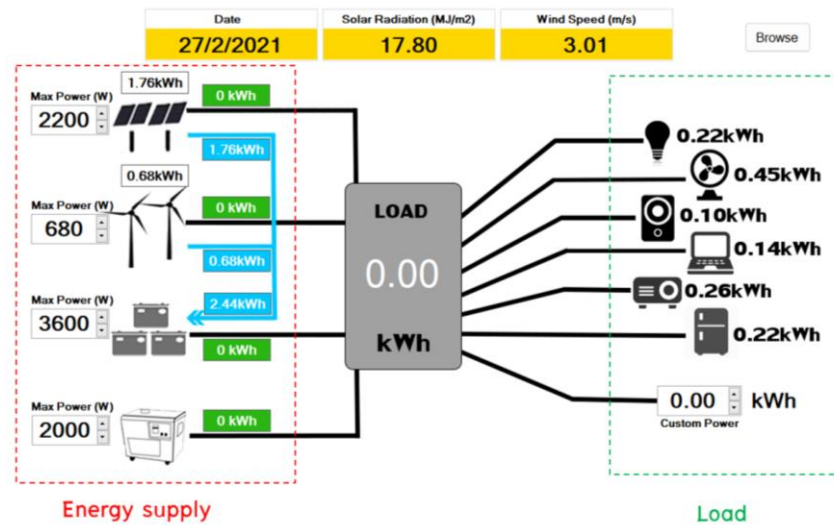 Date
Solar Radiation (MJ/m2)
Wind Speed (m/s)
27/2/2021
17.80
3.01
Browse
1.76kWh
Max Power (W)
0 kWh
2200
1.76kWh
0.68kWh
Max Power (W)
0 kWh
680
0.68kWh
2.44kWh
Max Power (W)
3600
0 kWh
Max Power (W)
0 kWh
2000
Energy supply
LOAD
0.00
kWh
0.22kWh
0.45kWh
0.10kWh
0.14kWh
0.26kWh
0.22kWh
0.00 kWh
Custom Power
Load